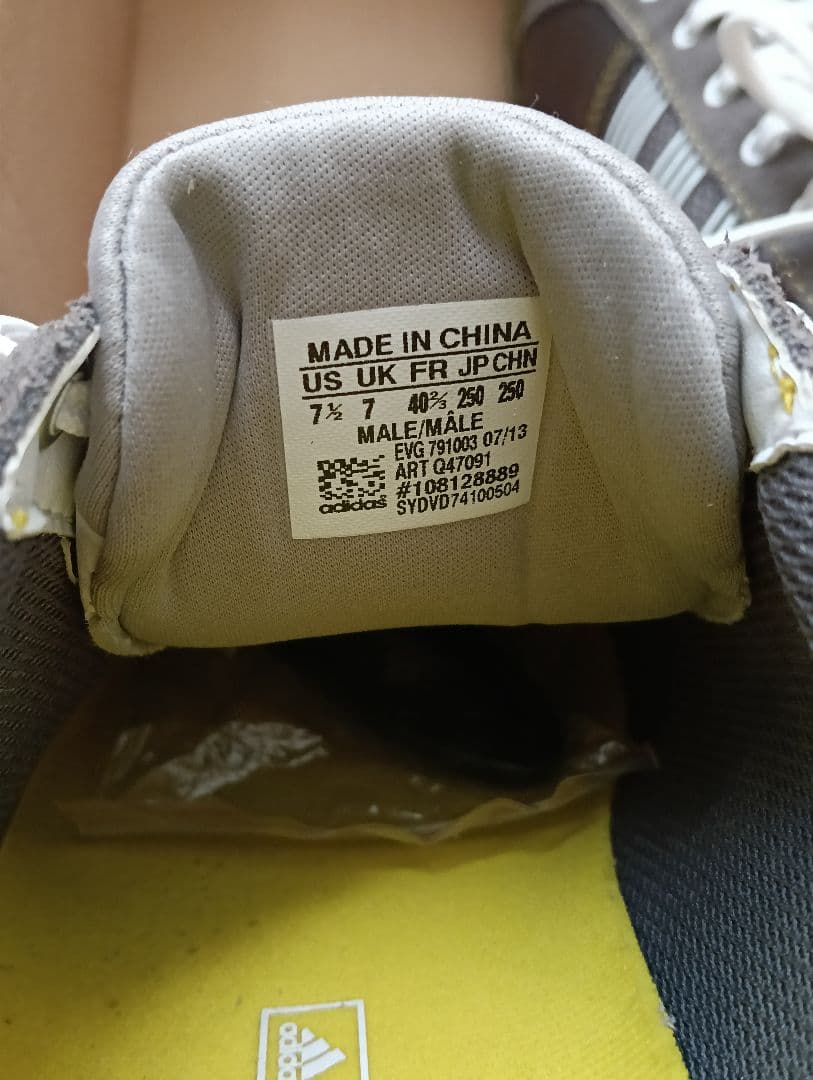 MADE IN CHINA
US UK FR JP CHN
7½ 7 40⅔ 250 250
MALE/MÂLE
EVG 791003 07/13
ART Q47091
#108128889
SYDVD74100504
adidas
adidas